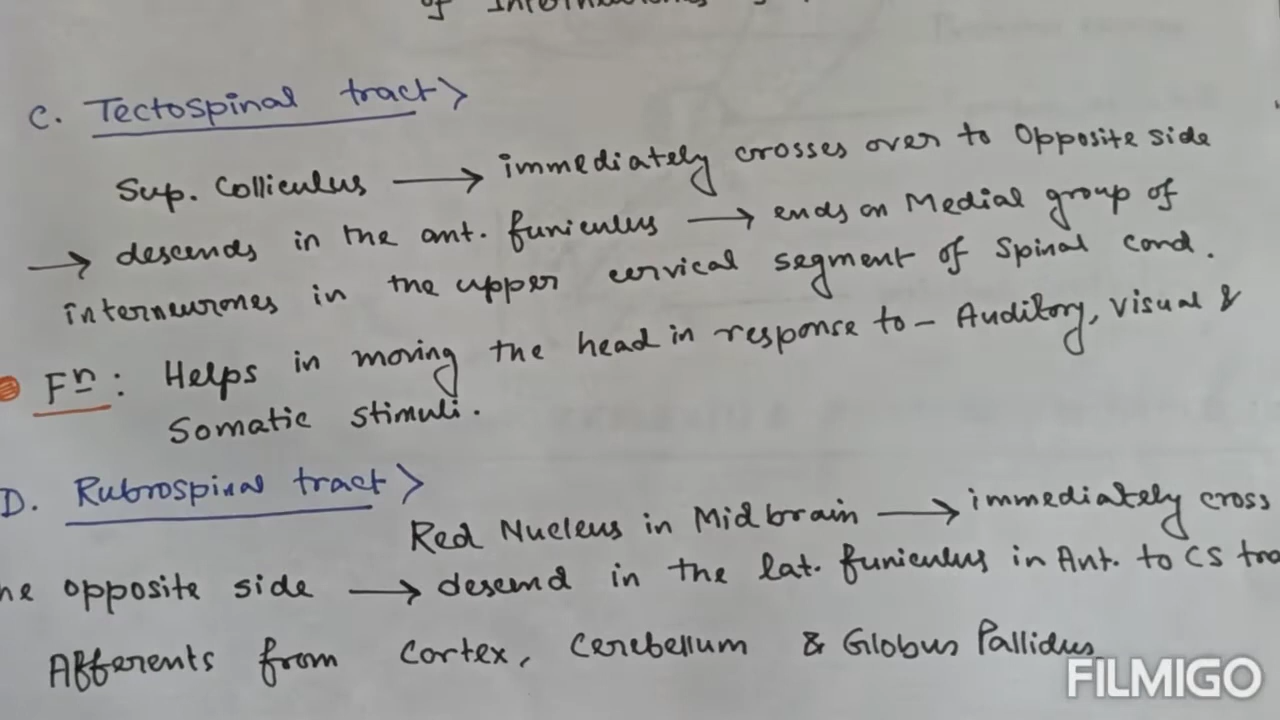 of
C. Tectospinal tract >
Sup. Colliculus → immediately crosses over to opposite side
→ descends in the ant. funiculus → ends on Medial group of
interneurones in the upper cervical segment of spinal cord.
Fn : Helps in moving the head in response to – Auditory, visual &
Somatic stimuli.
D. Rubrospinal tract >
Red Nucleus in Midbrain → immediately cross
opposite side → descend in the lat. funiculus in Ant. to CS
Afferents from cortex, cerebellum & Globus Pallidus
FILMIGO